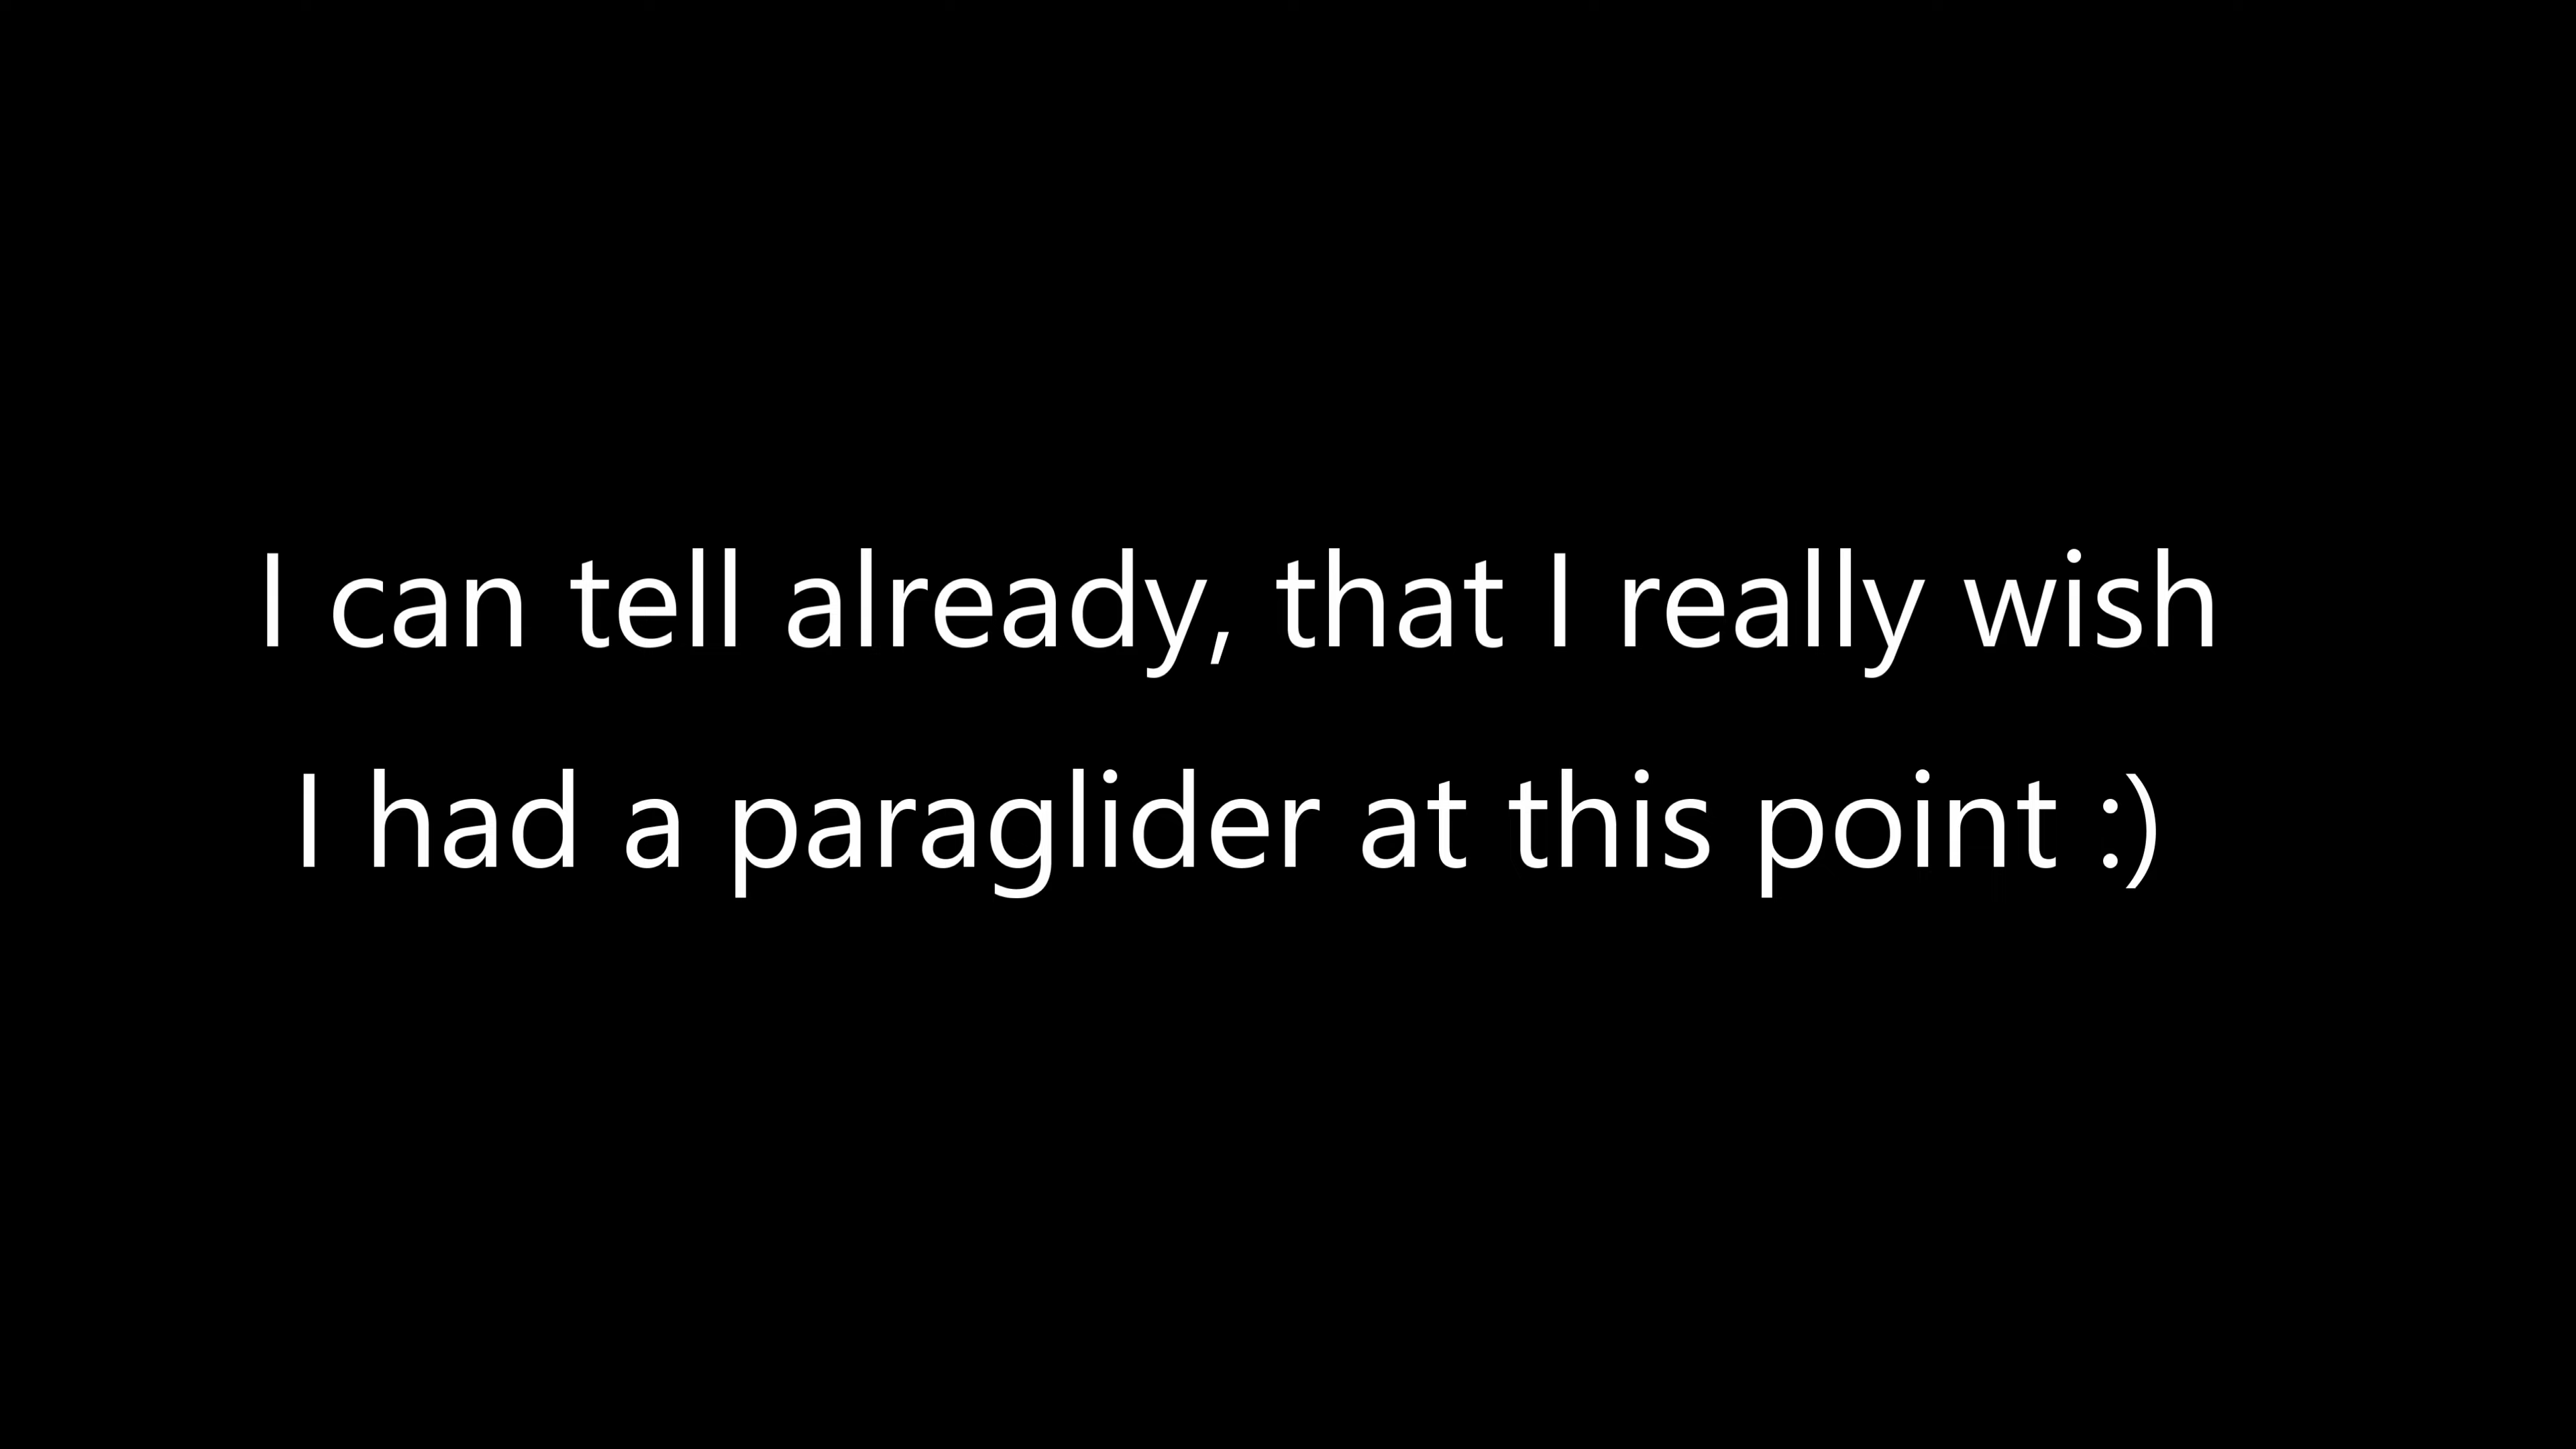 I can tell already, that I really wish
I had a paraglider at this point :)